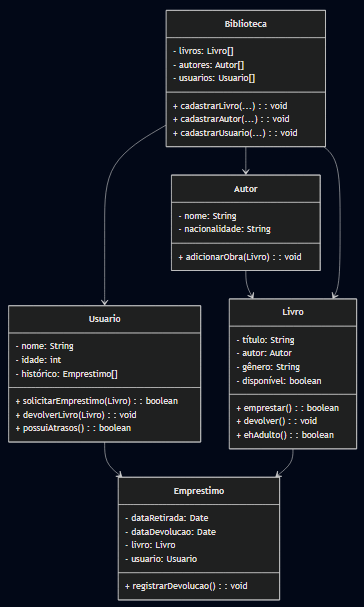 Biblioteca
- livros: Livro[]
- autores: Autor[]
- usuarios: Usuario[]
+ cadastrarLivro(...) : : void
+ cadastrarAutor(...) : : void
+ cadastrarUsuario(...) : : void
Autor
- nome: String
- nacionalidade: String
+ adicionarObra(Livro) : : void
Usuario
- nome: String
- idade: int
- histórico: Emprestimo[]
+ solicitarEmprestimo(Livro) : : boolean
+ devolverLivro(Livro) : : void
+ possuiAtrasos() : : boolean
Livro
- título: String
- autor: Autor
- gênero: String
- disponível: boolean
+ emprestar() : : boolean
+ devolver() : : void
+ ehAdulto() : : boolean
Emprestimo
- dataRetirada: Date
- dataDevolucao: Date
- livro: Livro
- usuario: Usuario
+ registrarDevolucao() : : void